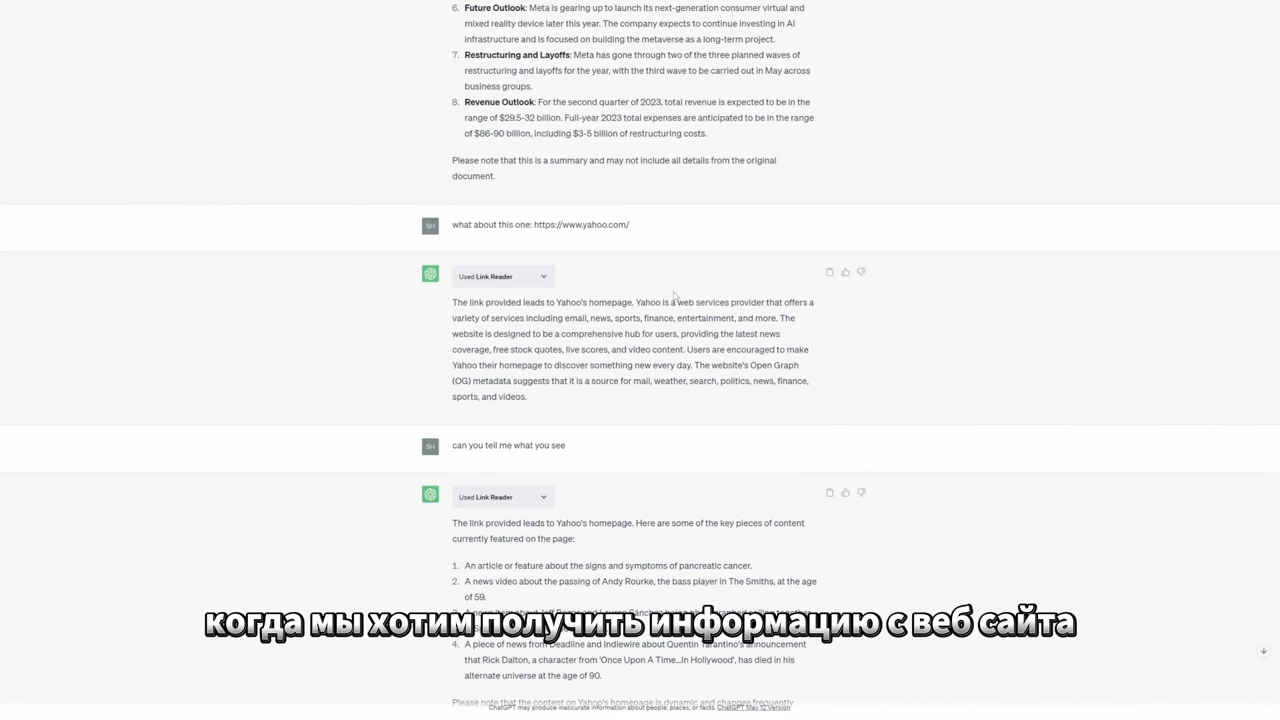 6. Future Outlook: Meta is gearing up to launch its next-generation consumer virtual and
mixed reality device later this year. The company expects to continue investing in AI
infrastructure and is focused on building the metaverse as a long-term project.
7. Restructuring and Layoffs: Meta has gone through two of the three planned waves of
restructuring and layoffs for the year, with the third wave to be carried out in May across
business groups.
8. Revenue Outlook: For the second quarter of 2023, total revenue is expected to be in the
range of $29.5-32 billion. Full-year 2023 total expenses are anticipated to be in the range
of $86-90 billion, including $3-5 billion of restructuring costs.
Please note that this is a summary and may not include all details from the original
document.
SH what about this one: https://www.yahoo.com/
Used Link Reader
The link provided leads to Yahoo's homepage. Yahoo is a web services provider that offers a
variety of services including email, news, sports, finance, entertainment, and more. The
website is designed to be a comprehensive hub for users, providing the latest news
coverage, free stock quotes, live scores, and video content. Users are encouraged to make
Yahoo their homepage to discover something new every day. The website's Open Graph
(OG) metadata suggests that it is a source for mail, weather, search, politics, news, finance,
sports, and videos.
SH can you tell me what you see
Used Link Reader
The link provided leads to Yahoo's homepage. Here are some of the key pieces of content
currently featured on the page:
1. An article or feature about the signs and symptoms of pancreatic cancer.
2. A news video about the passing of Andy Rourke, the bass player in The Smiths, at the age
of 59.
когда мы хотим получить информацию с веб сайта
4. A piece of news from Deadline and Indiewire about Quentin Tarantino's announcement
that Rick Dalton, a character from 'Once Upon A Time...In Hollywood', has died in his
alternate universe at the age of 90.
Please note that the content on Yahoo's homepage is dynamic and changes frequently
ChatGPT may produce inaccurate information about people, places, or facts. ChatGPT May 12 Version